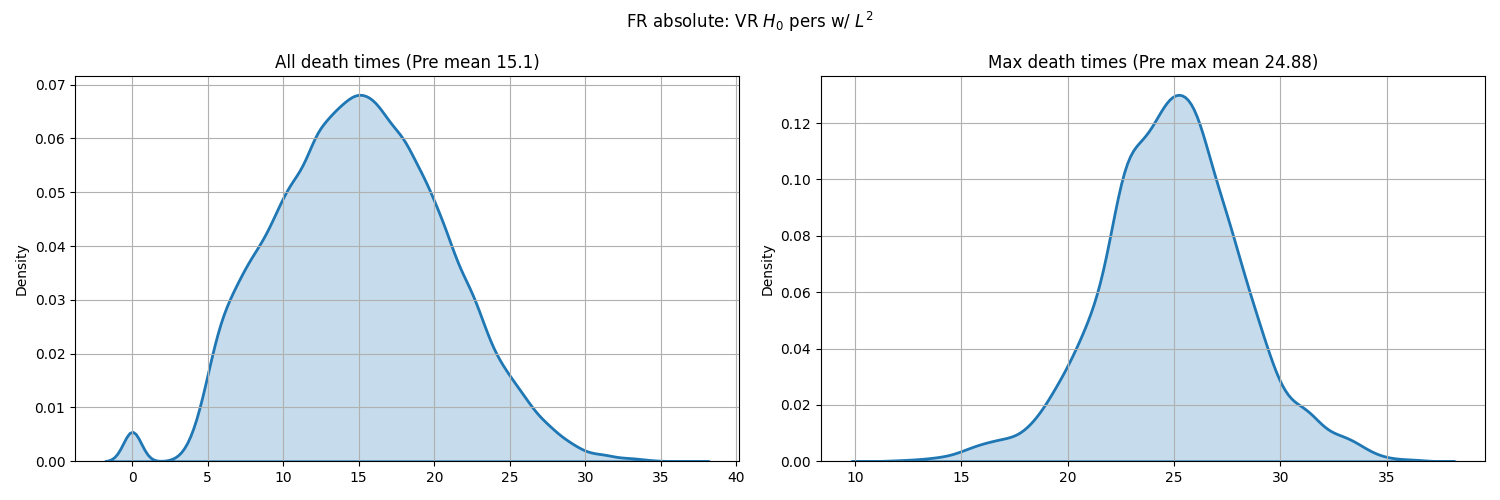 FR absolute: VR $H_0$ pers w/ $L^2$
All death times (Pre mean 15.1)
Density
0.07
0.06
0.05
0.04
0.03
0.02
0.01
0.00
0 5 10 15 20 25 30 35 40
Max death times (Pre max mean 24.88)
Density
0.12
0.10
0.08
0.06
0.04
0.02
0.00
10 15 20 25 30 35